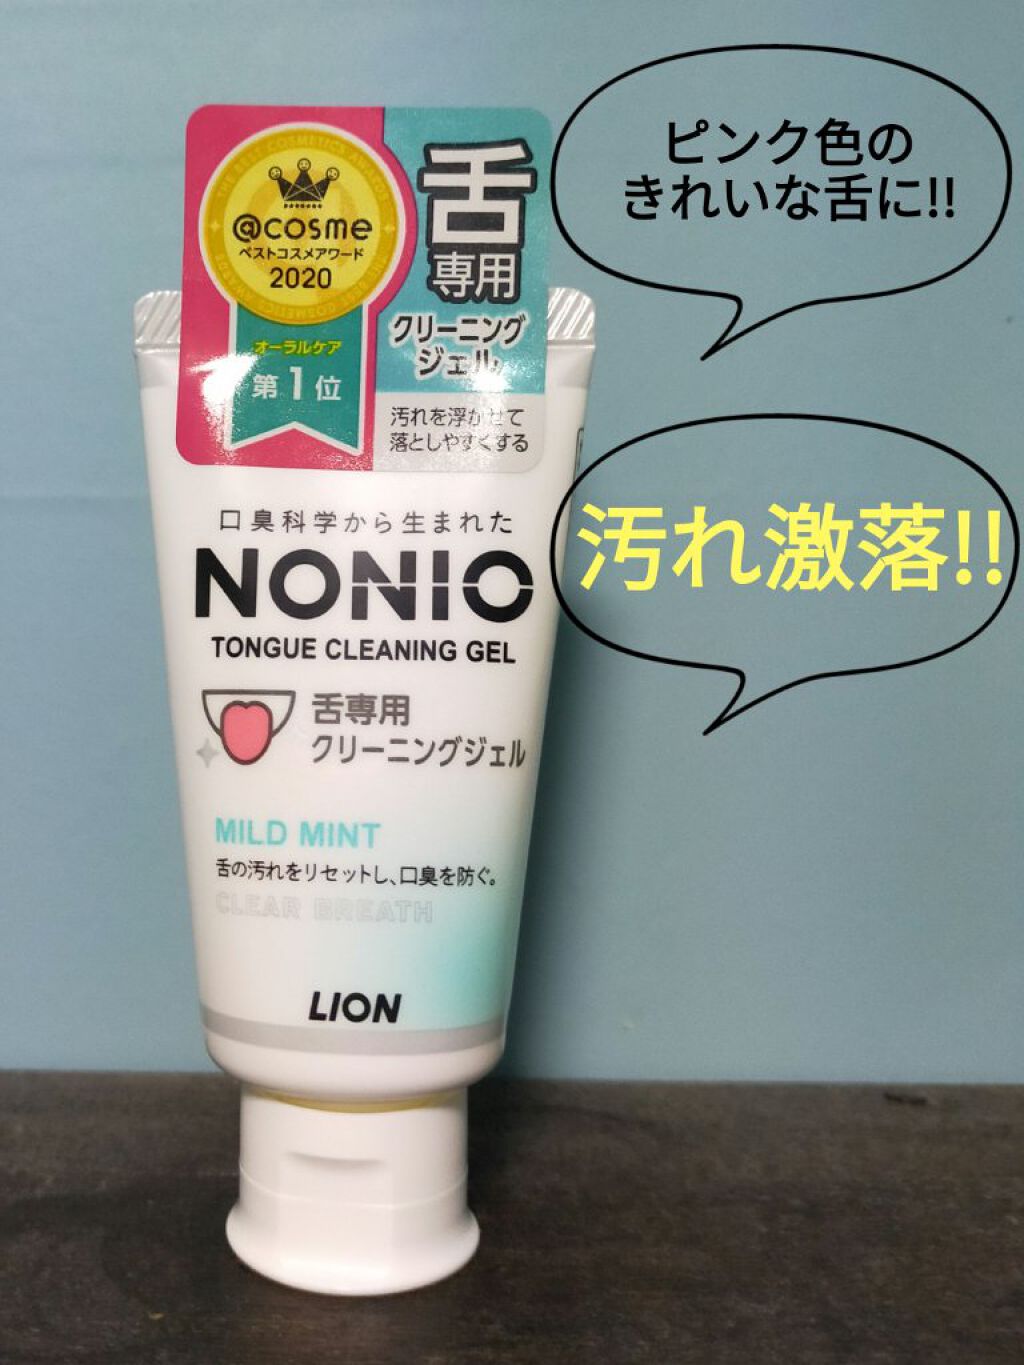 ピンク色の
きれいな舌に!!
汚れ激落!!
THE BEST COSMETICS AWARDS
@cosme
ベストコスメアワード
2020
オーラルケア
第1位
舌
専用
クリーニング
ジェル
汚れを浮かせて
落としやすくする
口臭科学から生まれた
NONIO
TONGUE CLEANING GEL
舌専用
クリーニングジェル
MILD MINT
舌の汚れをリセットし、口臭を防ぐ。
CLEAR BREATH
LION